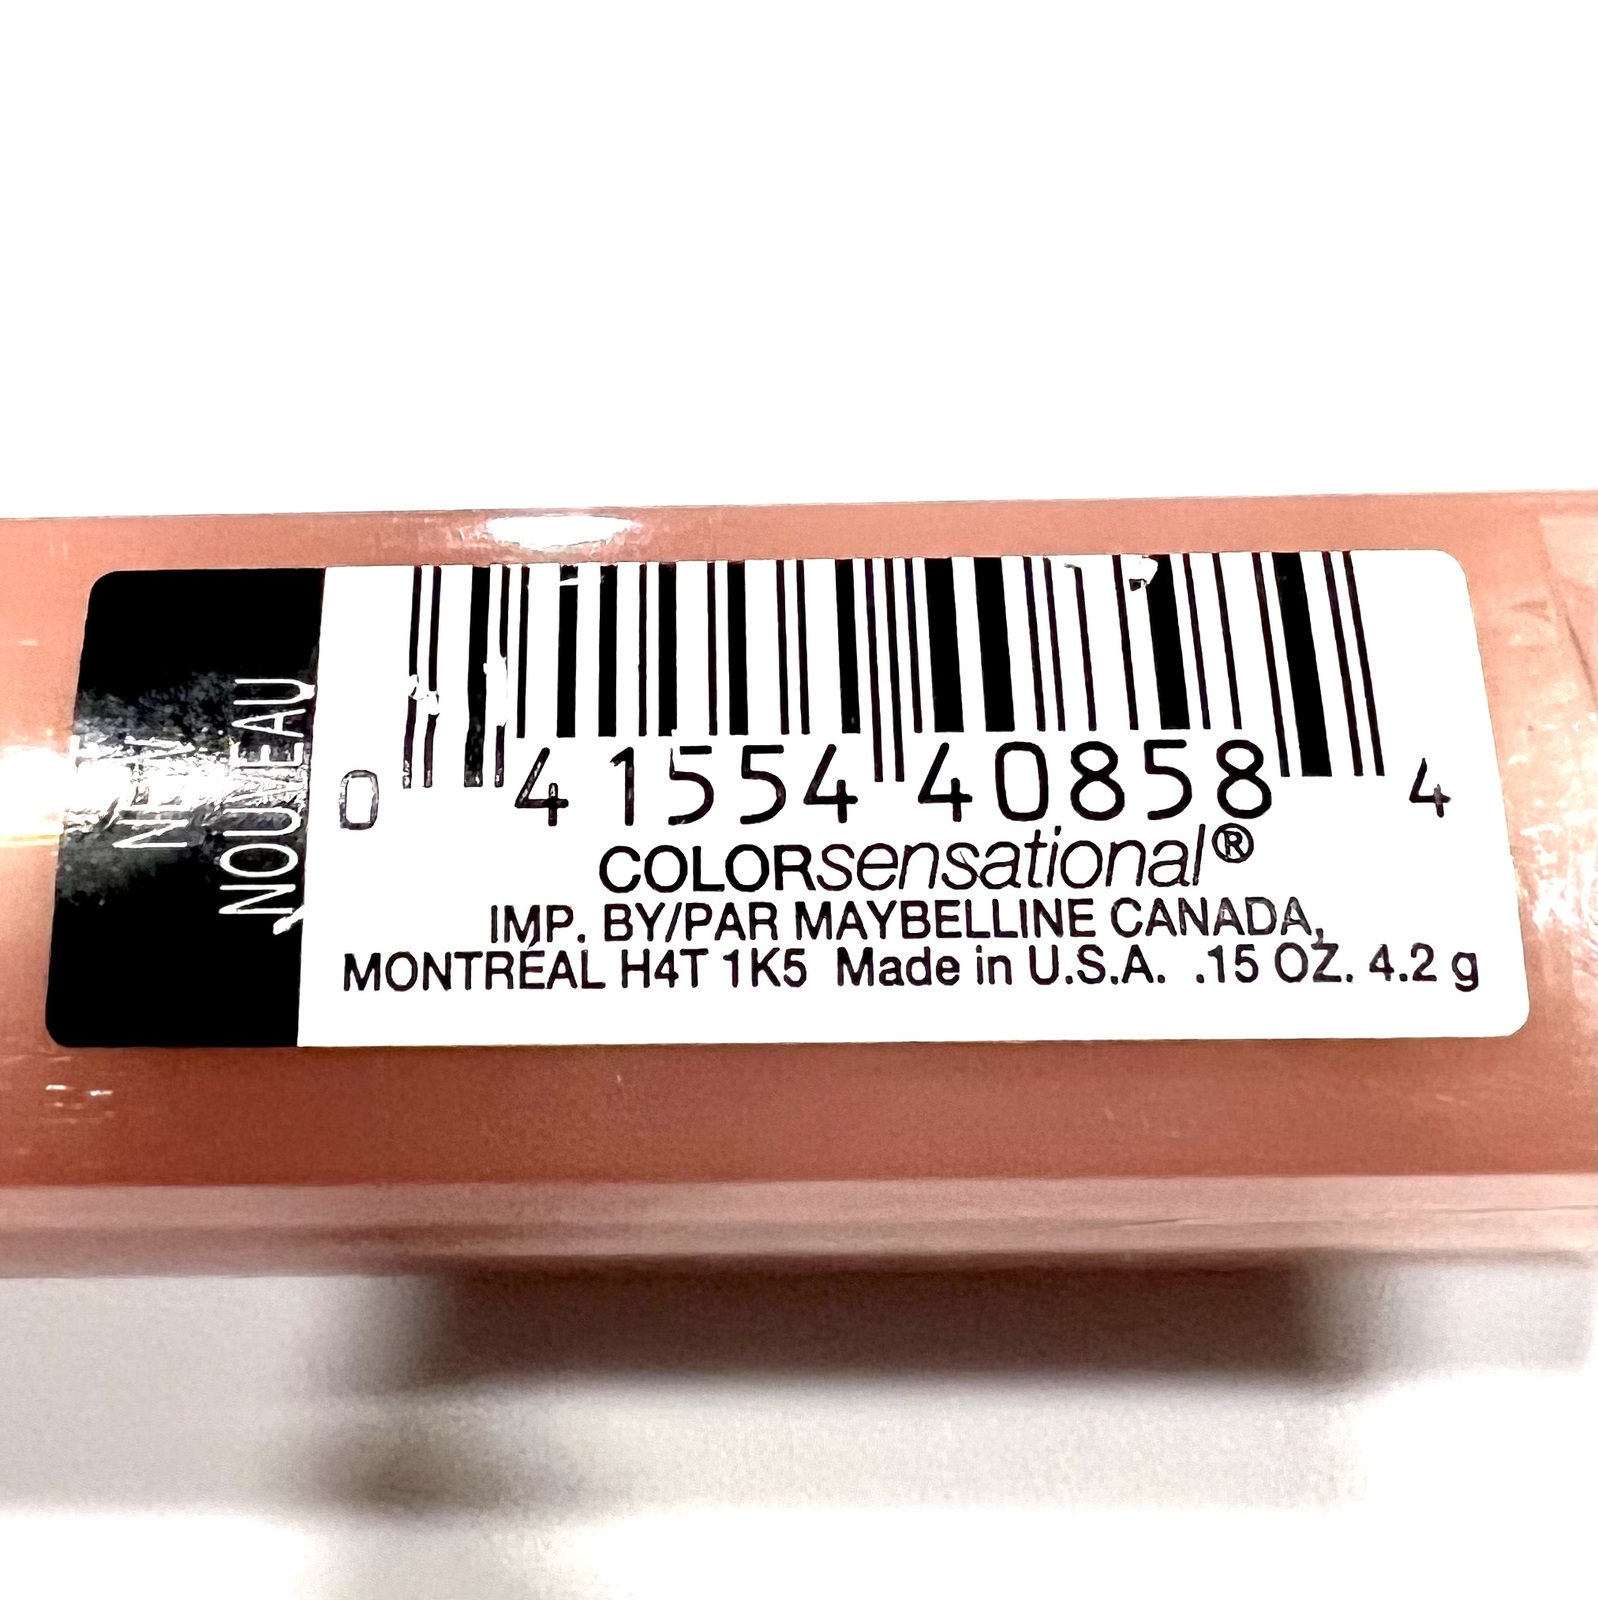 NEW
NOUVEAU
0 41554 40858 4
COLORsensational®
IMP. BY/PAR MAYBELLINE CANADA,
MONTRÉAL H4T 1K5 Made in U.S.A. .15 OZ. 4.2 g